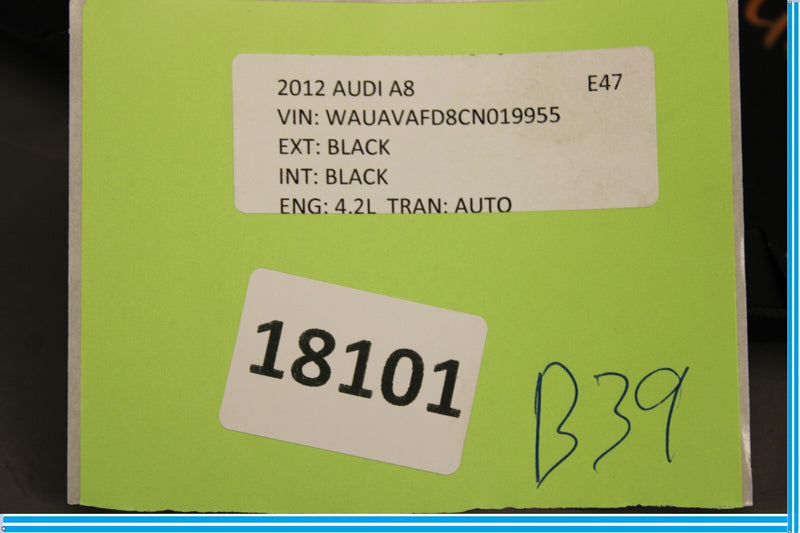 2012 AUDI A8 E47
VIN: WAUAVAFD8CN019955
EXT: BLACK
INT: BLACK
ENG: 4.2L TRAN: AUTO
18101
B39